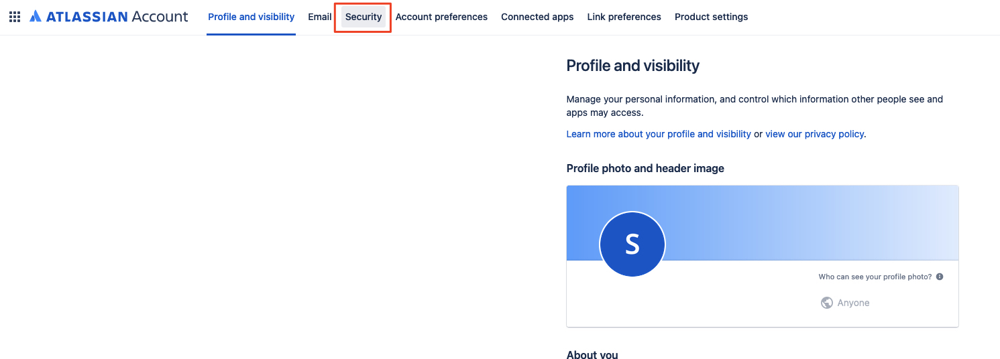 ATLASSIAN Account Profile and visibility Email Security Account preferences Connected apps Link preferences Product settings
Profile and visibility
Manage your personal information, and control which information other people see and
apps may access.
Learn more about your profile and visibility or view our privacy policy.
Profile photo and header image
S
Who can see your profile photo?
Anyone
About you